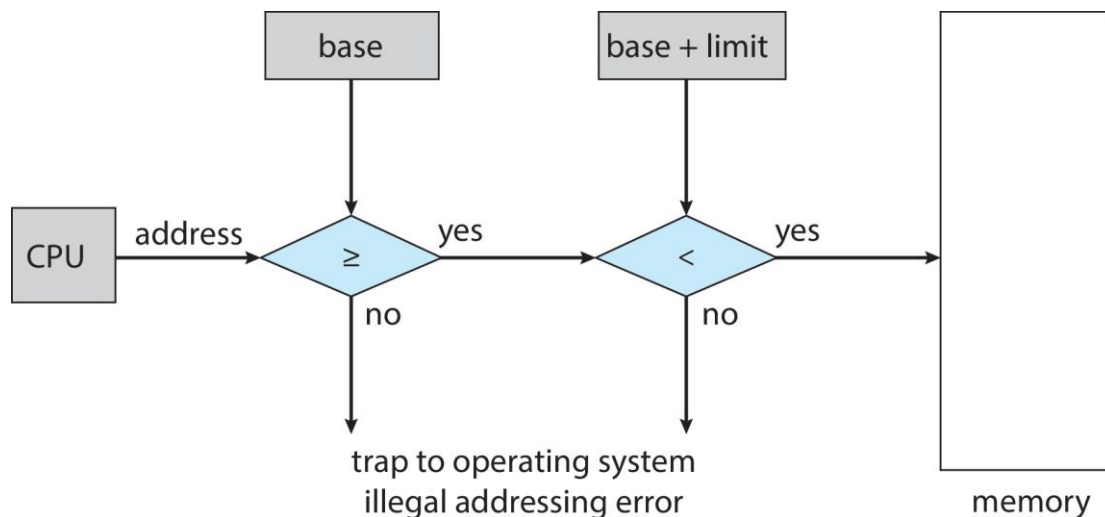 base
base + limit
CPU
address
≥
yes
<
yes
no
no
trap to operating system
illegal addressing error
memory